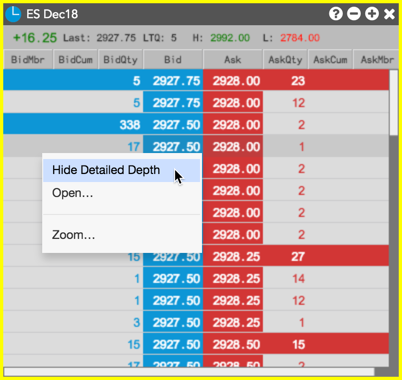 ES Dec18
+16.25 Last: 2927.75 LTQ: 5 H: 2992.00 L: 2784.00
BidMbr BidCum BidQty Bid Ask AskQty AskCum AskMbr
5 2927.75 2928.00 23
5 2927.75 2928.00 12
338 2927.50 2928.00 2
17 2927.50 2928.00 1
Hide Detailed Depth 2928.00 2
Open... 2928.00 2
2928.00 2
Zoom... 2928.00 2
15 2927.50 2928.25 27
1 2927.50 2928.25 14
1 2927.50 2928.25 12
3 2927.50 2928.25 1
15 2927.50 2928.50 15
17 2927.50 2928.50 2